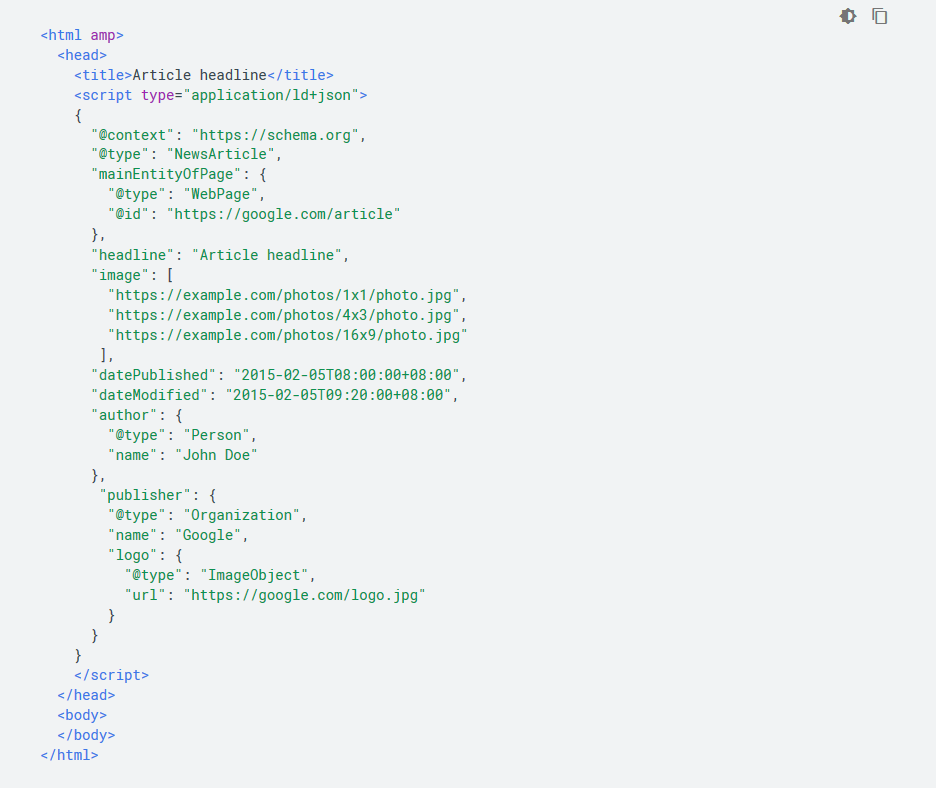 <html amp>
  <head>
    <title>Article headline</title>
    <script type="application/ld+json">
    {
      "@context": "https://schema.org",
      "@type": "NewsArticle",
      "mainEntityOfPage": {
        "@type": "WebPage",
        "@id": "https://google.com/article"
      },
      "headline": "Article headline",
      "image": [
        "https://example.com/photos/1x1/photo.jpg",
        "https://example.com/photos/4x3/photo.jpg",
        "https://example.com/photos/16x9/photo.jpg"
       ],
      "datePublished": "2015-02-05T08:00:00+08:00",
      "dateModified": "2015-02-05T09:20:00+08:00",
      "author": {
        "@type": "Person",
        "name": "John Doe"
      },
       "publisher": {
        "@type": "Organization",
        "name": "Google",
        "logo": {
          "@type": "ImageObject",
          "url": "https://google.com/logo.jpg"
        }
      }
    }
    </script>
  </head>
  <body>
  </body>
</html>